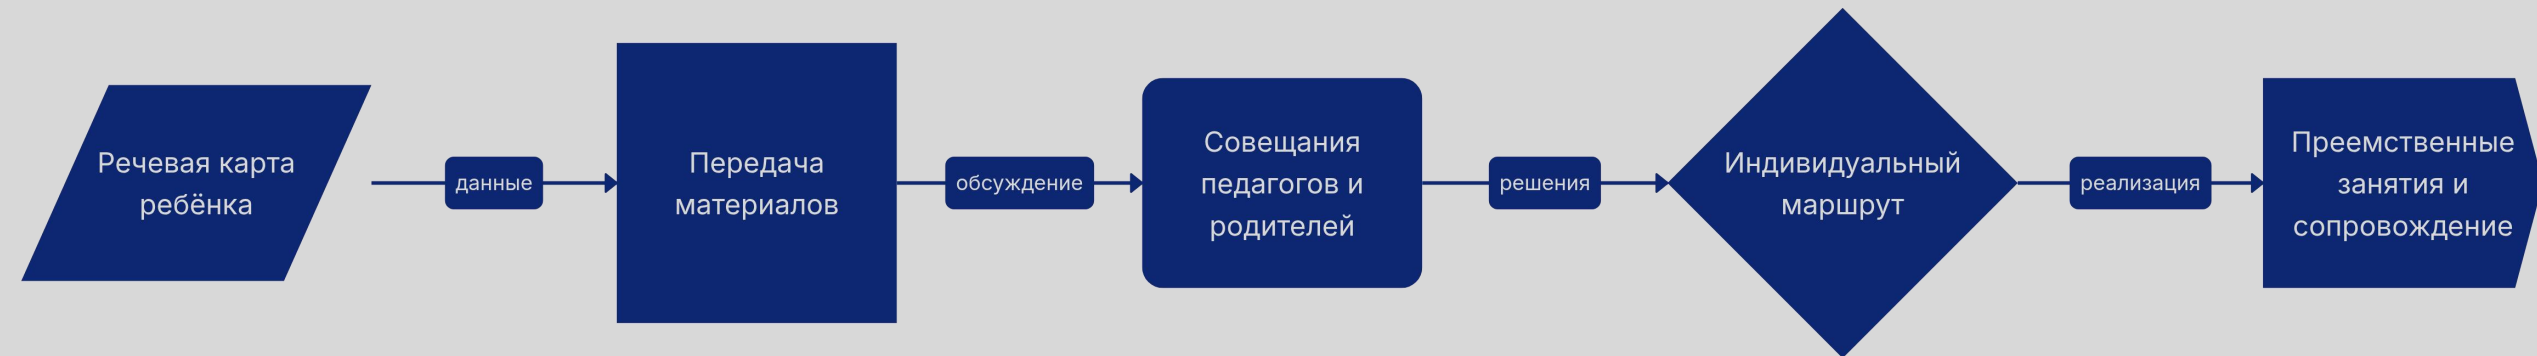 Речевая карта
ребёнка
данные
Передача
материалов
обсуждение
Совещания
педагогов и
родителей
решения
Индивидуальный
маршрут
реализация
Преемственные
занятия и
сопровождение